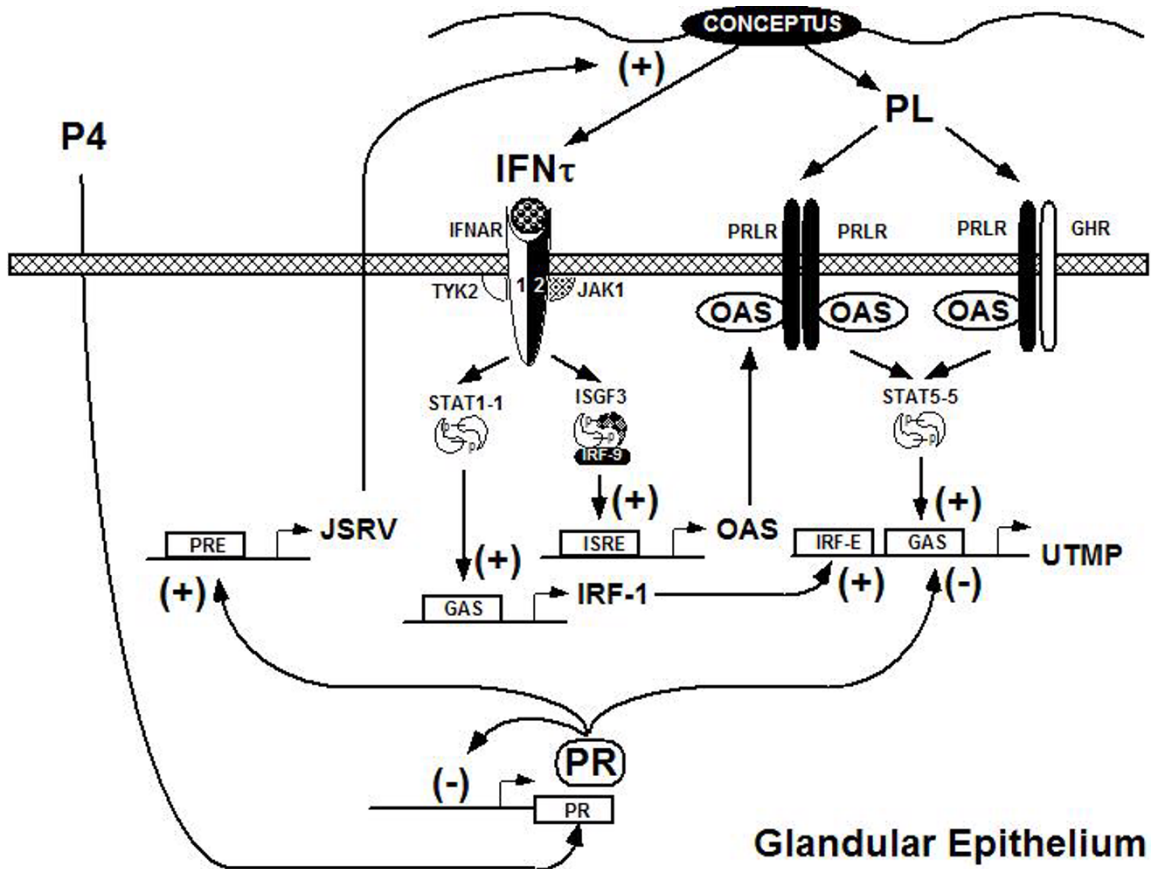 CONCEPTUS
(+)
PL
P4
IFNτ
IFNAR
PRLR
PRLR
PRLR
GHR
TYK2
1 2
JAK1
OAS
OAS
OAS
STAT1-1
ISGF3
STAT5-5
p
p
p
p
p
p
IRF-9
(+)
(+)
PRE
JSRV
ISRE
OAS
IRF-E
GAS
UTMP
(+)
(+)
(+)
(-)
GAS
IRF-1
PR
(-)
PR
Glandular Epithelium